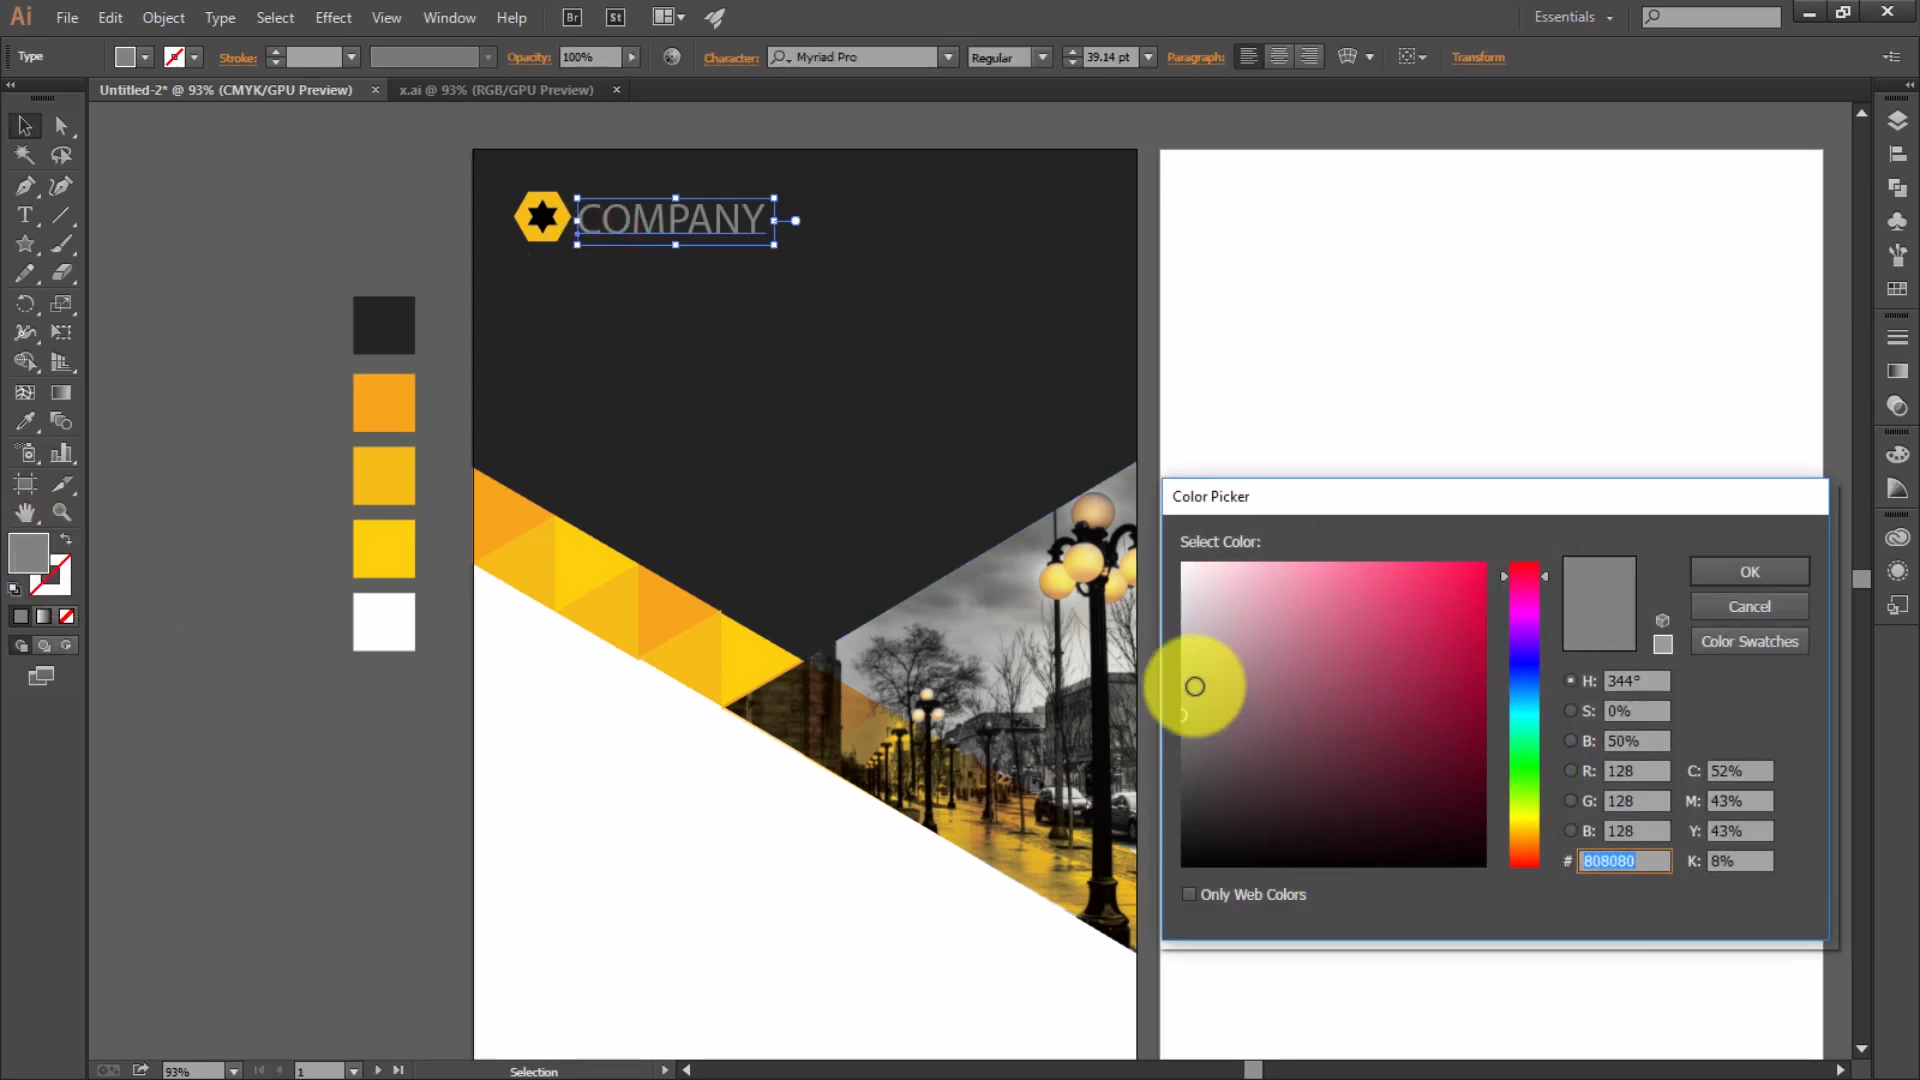 Ai File Edit Object Type Select Effect View Window Help Br St Essentials
Type Stroke: Opacity: 100% Character: Myriad Pro Regular 39.14 pt Paragraph: Transform
Untitled-2* @ 93% (CMYK/GPU Preview) × x.ai @ 93% (RGB/GPU Preview) ×
COMPANY
Color Picker
Select Color:
OK
Cancel
Color Swatches
H: 344°
S: 0%
B: 50%
R: 128 C: 52%
G: 128 M: 43%
B: 128 Y: 43%
# 808080 K: 8%
Only Web Colors
93% 1 Selection